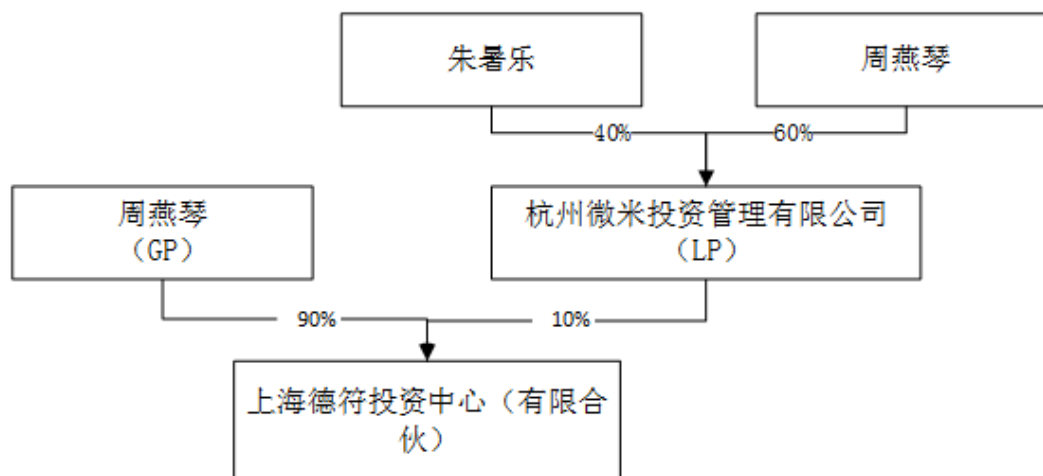 朱暑乐
周燕琴
40%
60%
周燕琴
（GP）
杭州微米投资管理有限公司
（LP）
90%
10%
上海德符投资中心（有限合
伙）